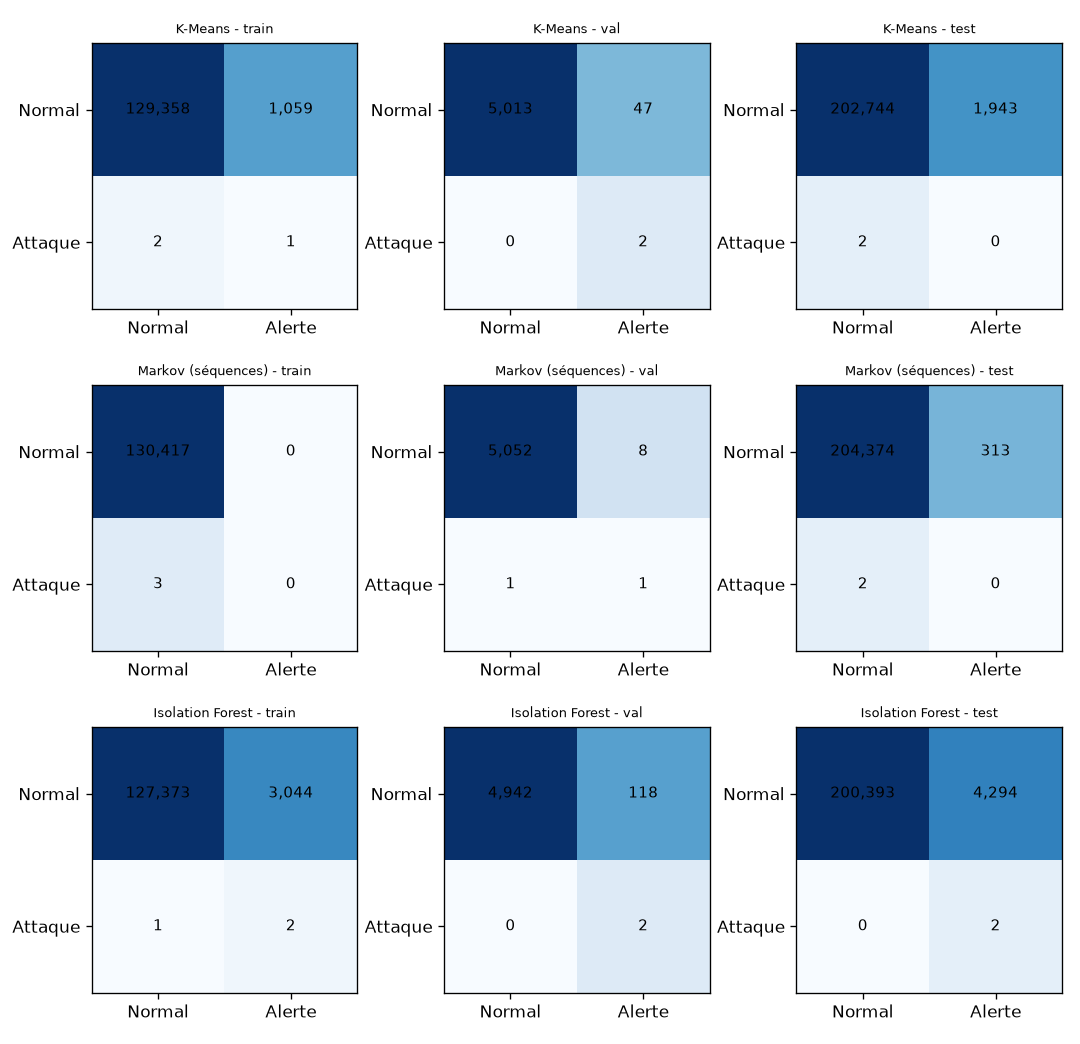 K-Means - train
Normal 129,358 1,059
Attaque 2 1
Normal Alerte
K-Means - val
Normal 5,013 47
Attaque 0 2
Normal Alerte
K-Means - test
Normal 202,744 1,943
Attaque 2 0
Normal Alerte
Markov (séquences) - train
Normal 130,417 0
Attaque 3 0
Normal Alerte
Markov (séquences) - val
Normal 5,052 8
Attaque 1 1
Normal Alerte
Markov (séquences) - test
Normal 204,374 313
Attaque 2 0
Normal Alerte
Isolation Forest - train
Normal 127,373 3,044
Attaque 1 2
Normal Alerte
Isolation Forest - val
Normal 4,942 118
Attaque 0 2
Normal Alerte
Isolation Forest - test
Normal 200,393 4,294
Attaque 0 2
Normal Alerte